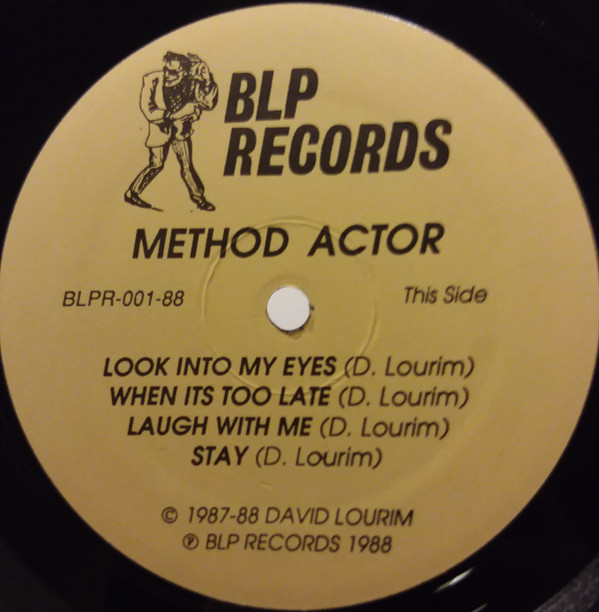 BLP
RECORDS
METHOD ACTOR
BLPR-001-88 This Side
LOOK INTO MY EYES (D. Lourim)
WHEN ITS TOO LATE (D. Lourim)
LAUGH WITH ME (D. Lourim)
STAY (D. Lourim)
© 1987-88 DAVID LOURIM
℗ BLP RECORDS 1988